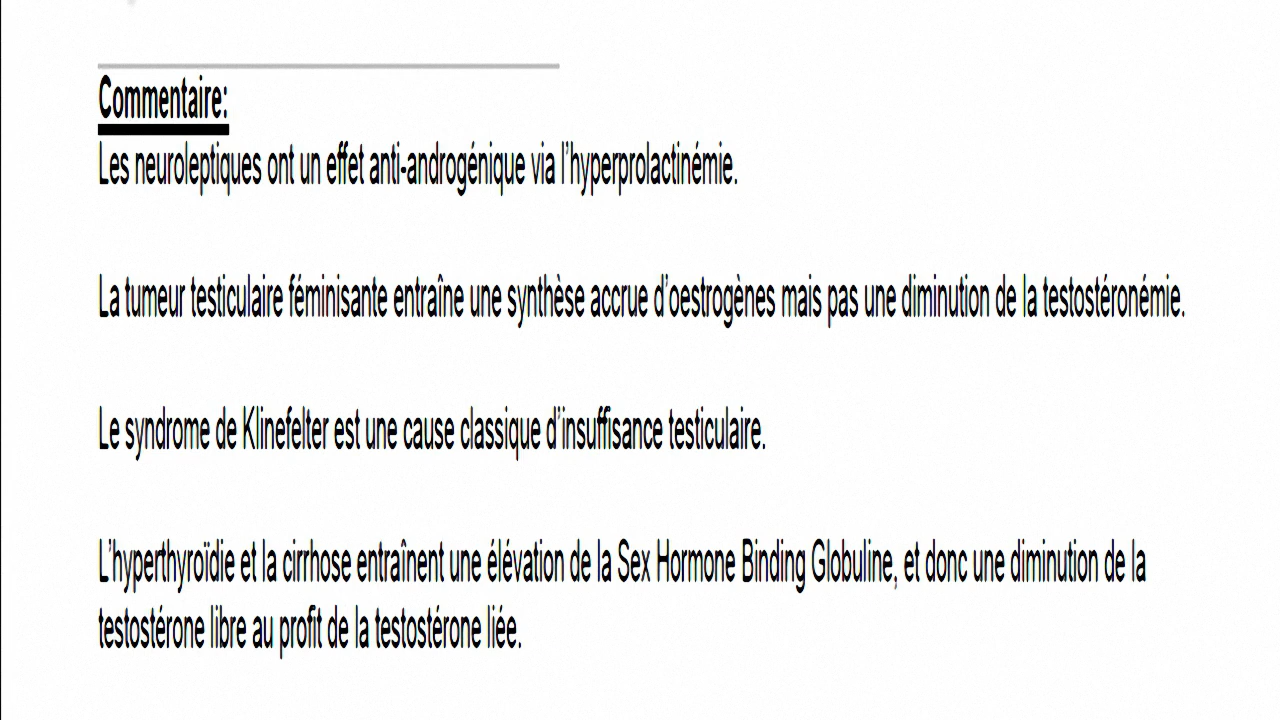 Commentaire:
Les neuroleptiques ont un effet anti-androgénique via l’hyperprolactinémie.
La tumeur testiculaire féminisante entraîne une synthèse accrue d’oestrogènes mais pas une diminution de la testostéronémie.
Le syndrome de Klinefelter est une cause classique d’insuffisance testiculaire.
L’hyperthyroïdie et la cirrhose entraînent une élévation de la Sex Hormone Binding Globuline, et donc une diminution de la
testostérone libre au profit de la testostérone liée.